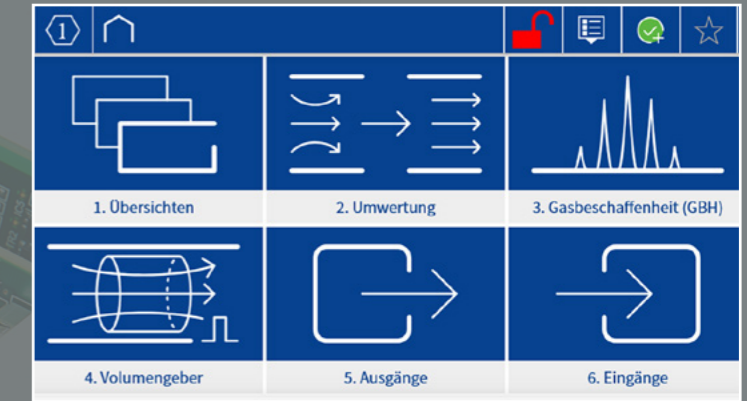 1
1. Übersichten
2. Umwertung
3. Gasbeschaffenheit (GBH)
4. Volumengeber
5. Ausgänge
6. Eingänge